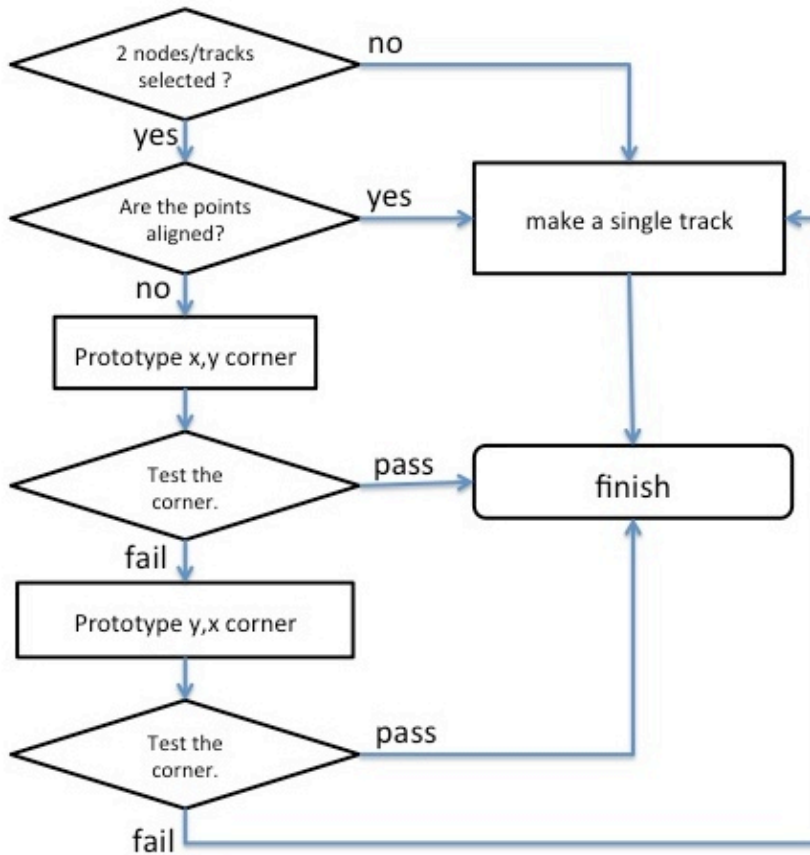 2 nodes/tracks
selected ?
no
yes
Are the points
aligned?
yes
make a single track
no
Prototype x,y corner
Test the
corner.
pass
finish
fail
Prototype y,x corner
Test the
corner.
pass
fail